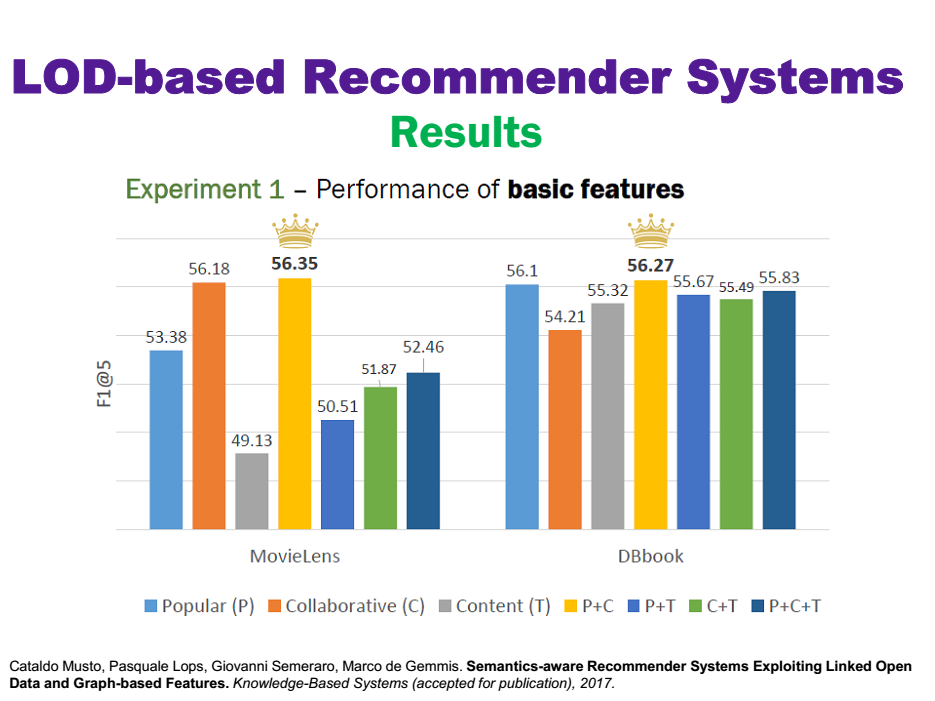 LOD-based Recommender Systems
Results
Experiment 1 – Performance of basic features
56.18
56.35
53.38
49.13
50.51
51.87
52.46
56.1
54.21
55.32
56.27
55.67
55.49
55.83
F1@5
MovieLens
DBbook
Popular (P)
Collaborative (C)
Content (T)
P+C
P+T
C+T
P+C+T
Cataldo Musto, Pasquale Lops, Giovanni Semeraro, Marco de Gemmis. Semantics-aware Recommender Systems Exploiting Linked Open
Data and Graph-based Features. Knowledge-Based Systems (accepted for publication), 2017.